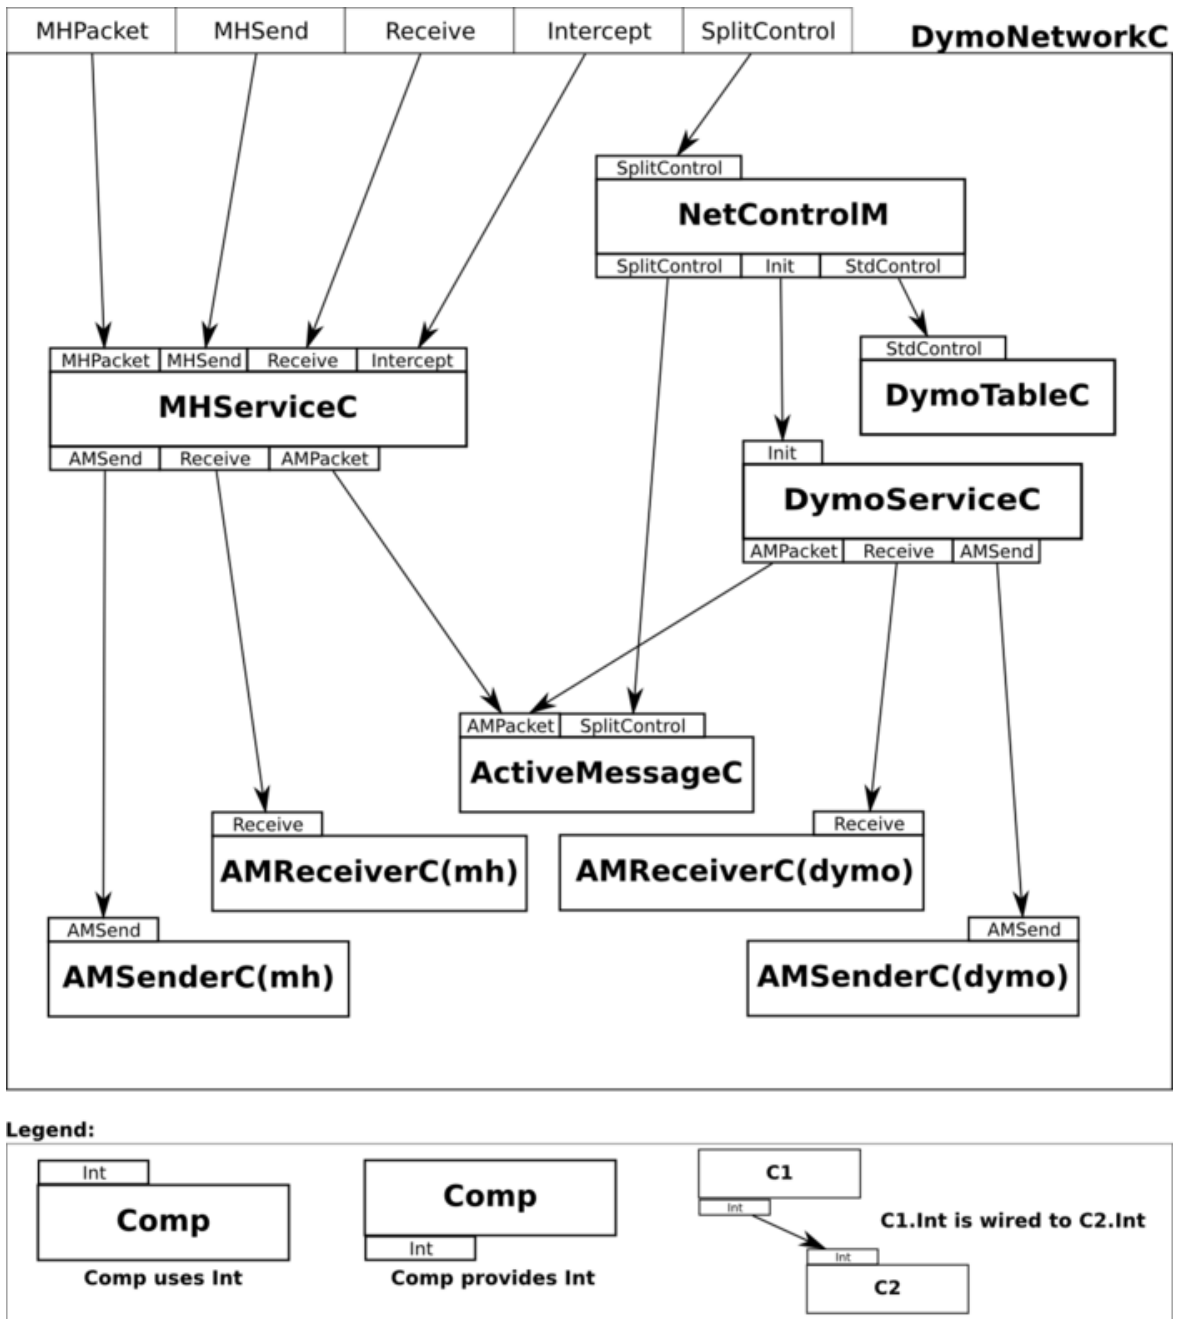 MHPacket MHSend Receive Intercept SplitControl
DymoNetworkC
SplitControl
NetControlM
SplitControl Init StdControl
StdControl
DymoTableC
MHPacket MHSend Receive Intercept
MHServiceC
AMSend Receive AMPacket
Init
DymoServiceC
AMPacket Receive AMSend
AMPacket SplitControl
ActiveMessageC
Receive
AMReceiverC(mh)
Receive
AMReceiverC(dymo)
AMSend
AMSenderC(mh)
AMSend
AMSenderC(dymo)
Legend:
Int
Comp
Comp uses Int
Comp
Int
Comp provides Int
C1
Int
C1.Int is wired to C2.Int
Int
C2